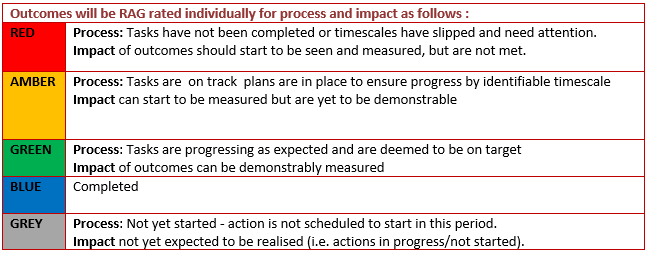 Outcomes will be RAG rated individually for process and impact as follows :
RED
Process: Tasks have not been completed or timescales have slipped and need attention.
Impact of outcomes should start to be seen and measured, but are not met.
AMBER
Process: Tasks are on track plans are in place to ensure progress by identifiable timescale
Impact can start to be measured but are yet to be demonstrable
GREEN
Process: Tasks are progressing as expected and are deemed to be on target
Impact of outcomes can be demonstrably measured
BLUE
Completed
GREY
Process: Not yet started - action is not scheduled to start in this period.
Impact not yet expected to be realised (i.e. actions in progress/not started).